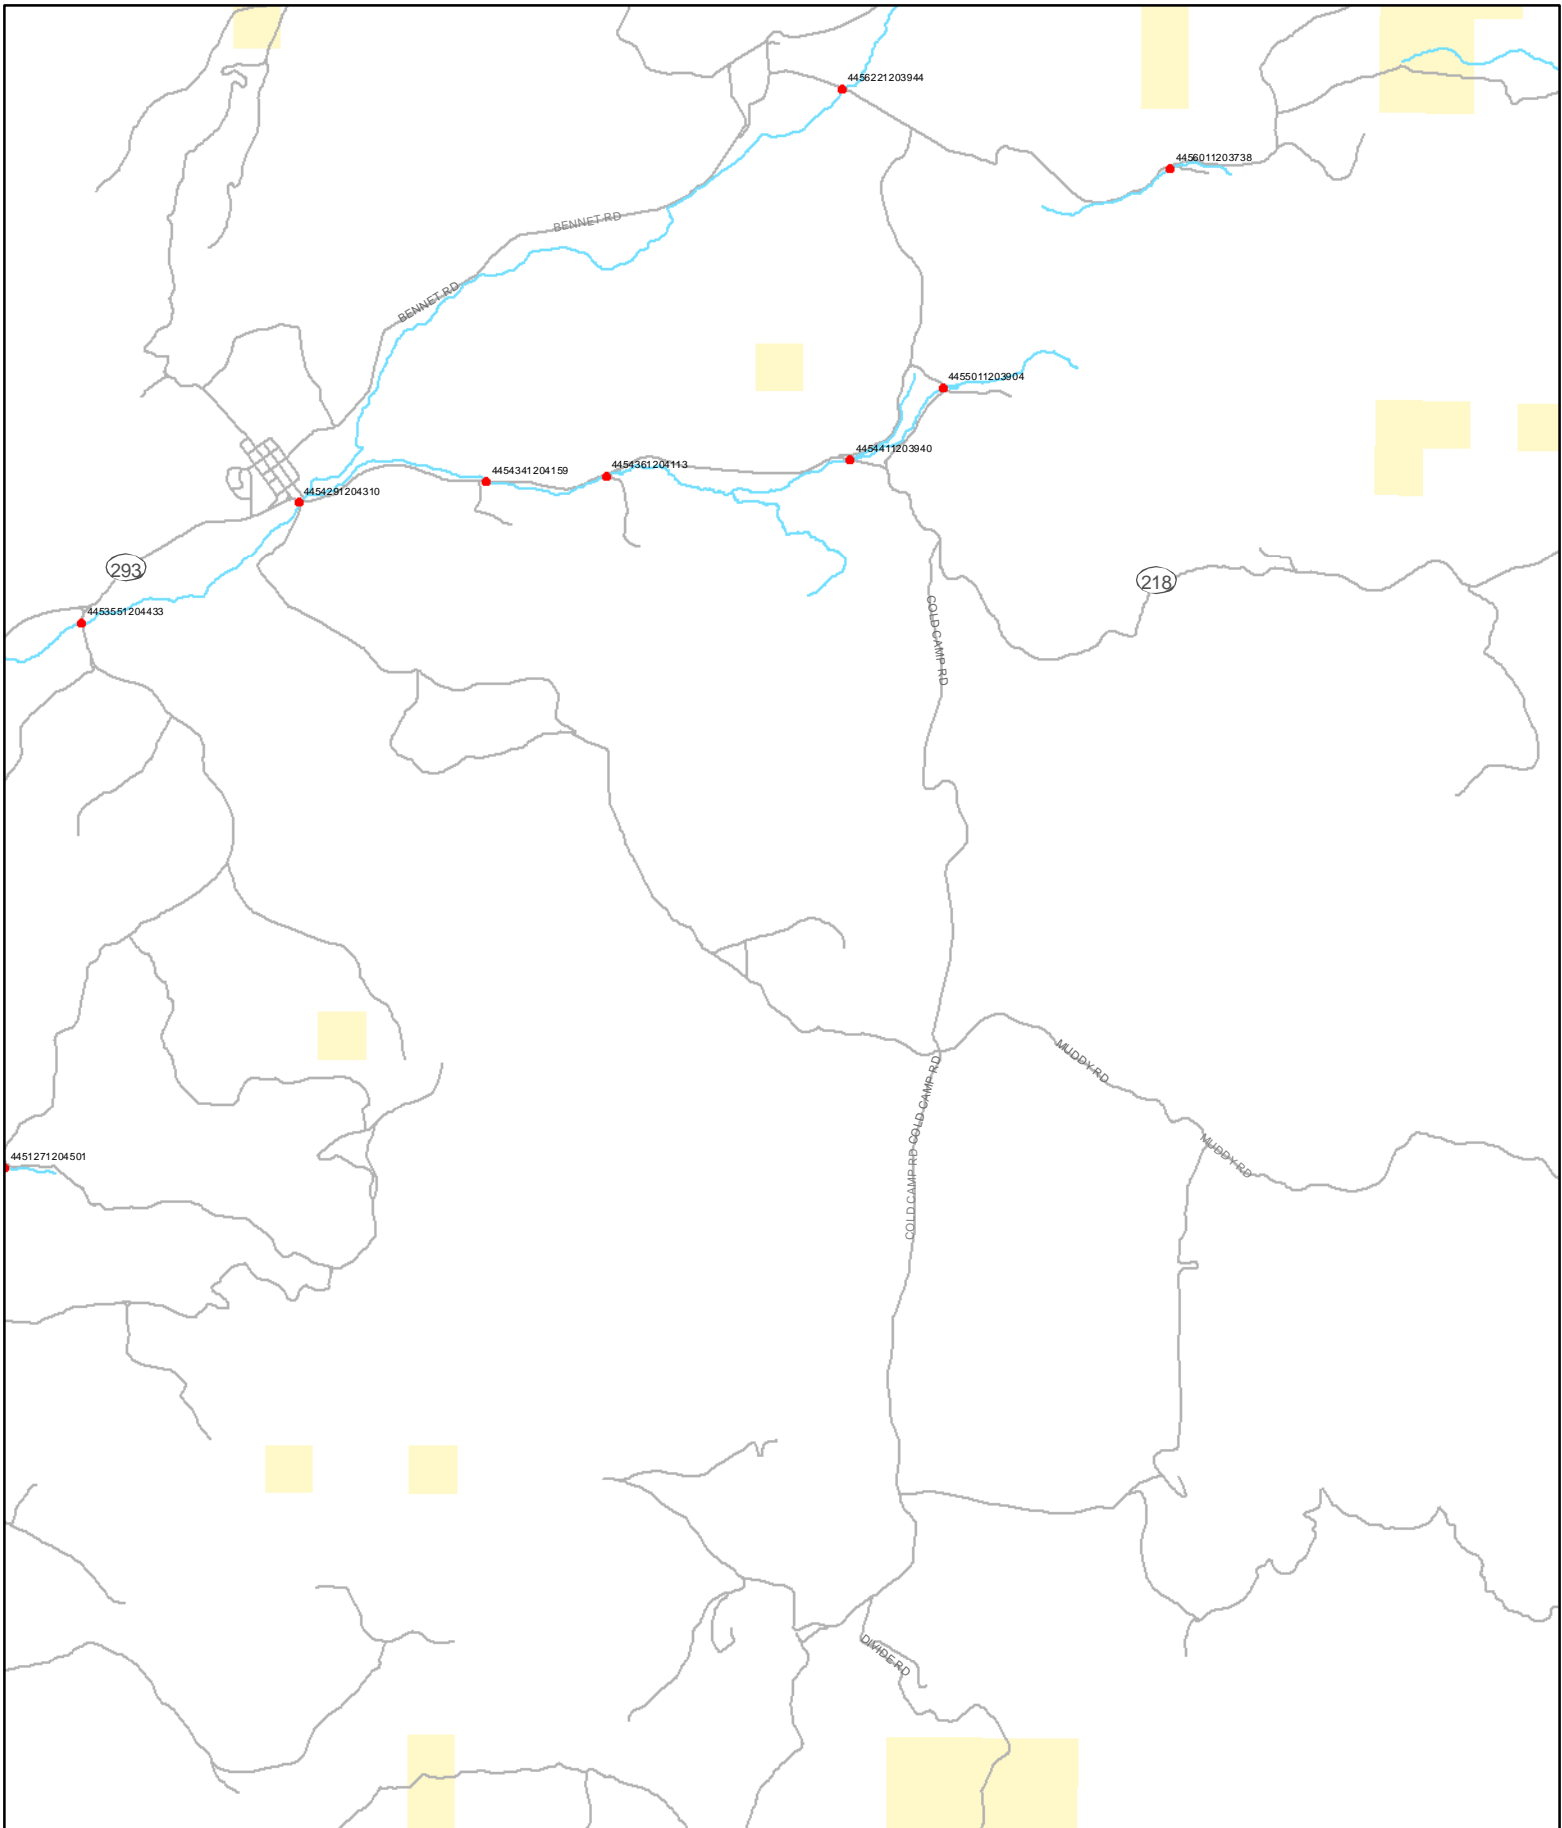 4456221203944
4456011203738
BENNET RD
BENNET RD
4455011203904
4454411203940
4454341204159
4454361204113
4454291204310
293
218
4453551204433
COLD CAMP RD
MUDDY RD
COLD CAMP RD
COLD CAMP RD
MUDDY RD
4451271204501
DIVIDE RD